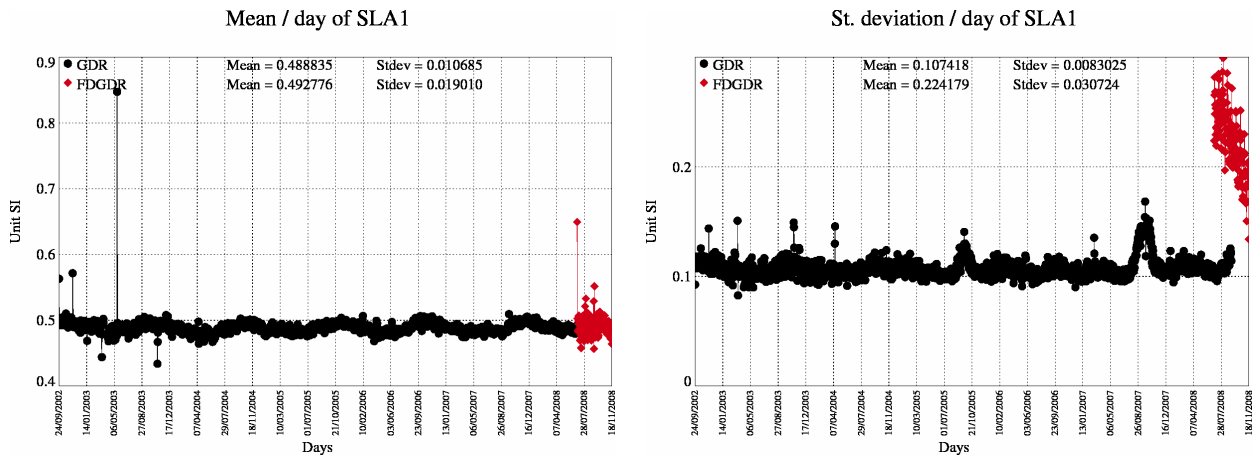 Mean / day of SLA1
0.9
0.8
0.7
0.6
0.5
0.4
Unit SI
GDR Mean = 0.488835 Stdev = 0.010685
FDGDR Mean = 0.492776 Stdev = 0.019010
24/09/2002 14/01/2003 06/05/2003 27/08/2003 17/12/2003 07/04/2004 29/07/2004 18/11/2004 10/03/2005 01/07/2005 21/10/2005 10/02/2006 03/06/2006 23/09/2006 13/01/2007 06/05/2007 26/08/2007 16/12/2007 07/04/2008 28/07/2008 18/11/2008
Days
St. deviation / day of SLA1
0.2
0.1
0
Unit SI
GDR Mean = 0.107418 Stdev = 0.0083025
FDGDR Mean = 0.224179 Stdev = 0.030724
24/09/2002 14/01/2003 06/05/2003 27/08/2003 17/12/2003 07/04/2004 29/07/2004 18/11/2004 10/03/2005 01/07/2005 21/10/2005 10/02/2006 03/06/2006 23/09/2006 13/01/2007 06/05/2007 26/08/2007 16/12/2007 07/04/2008 28/07/2008 18/11/2008
Days